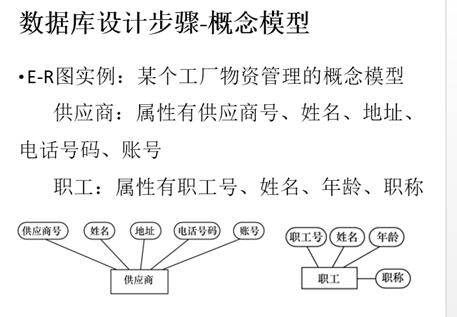 数据库设计步骤-概念模型
•E-R图实例：某个工厂物资管理的概念模型
供应商：属性有供应商号、姓名、地址、
电话号码、账号
职工：属性有职工号、姓名、年龄、职称
供应商号 姓名 地址 电话号码 账号
供应商
职工号 姓名 年龄
职工 职称